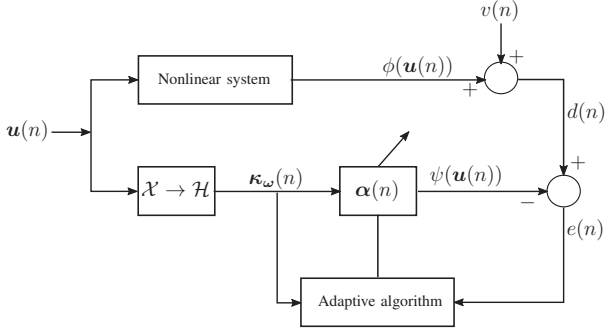 v(n)
+
Nonlinear system
ϕ(𝒖(n))
+
𝒖(n)
d(n)
+
𝒳 → ℋ
𝜿_𝝎(n)
𝜶(n)
ψ(𝒖(n))
−
e(n)
Adaptive algorithm